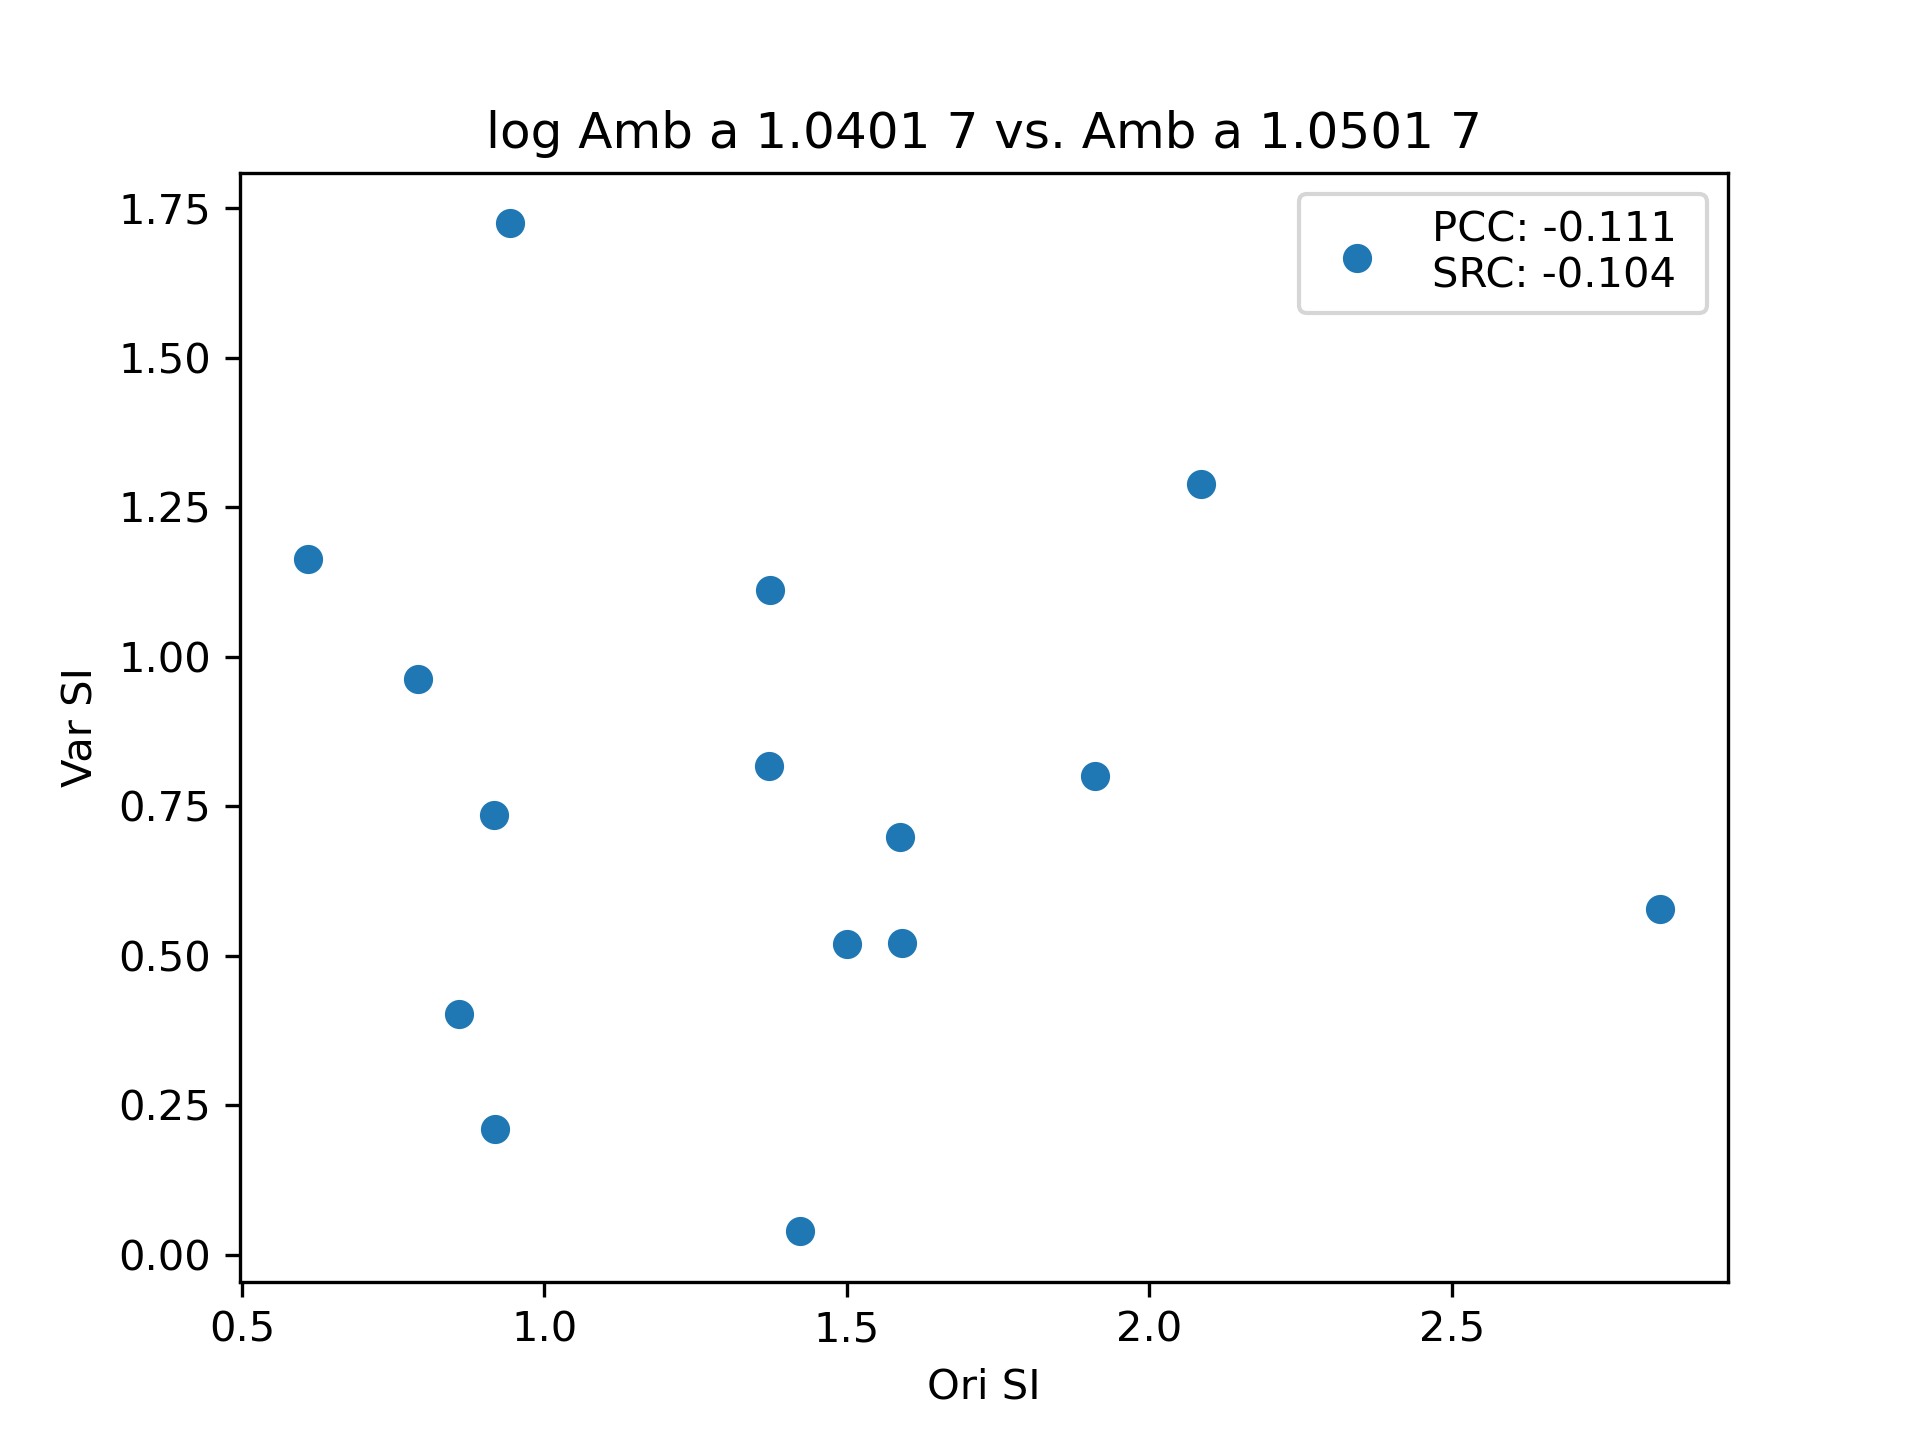 log Amb a 1.0401 7 vs. Amb a 1.0501 7
PCC: -0.111
SRC: -0.104
1.75
1.50
1.25
1.00
0.75
0.50
0.25
0.00
Var SI
0.5 1.0 1.5 2.0 2.5
Ori SI